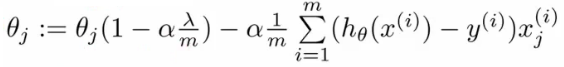 θ_j := θ_j(1 − α λ/m) − α 1/m ∑_{i=1}^{m} (h_θ(x^{(i)}) − y^{(i)})x_j^{(i)}